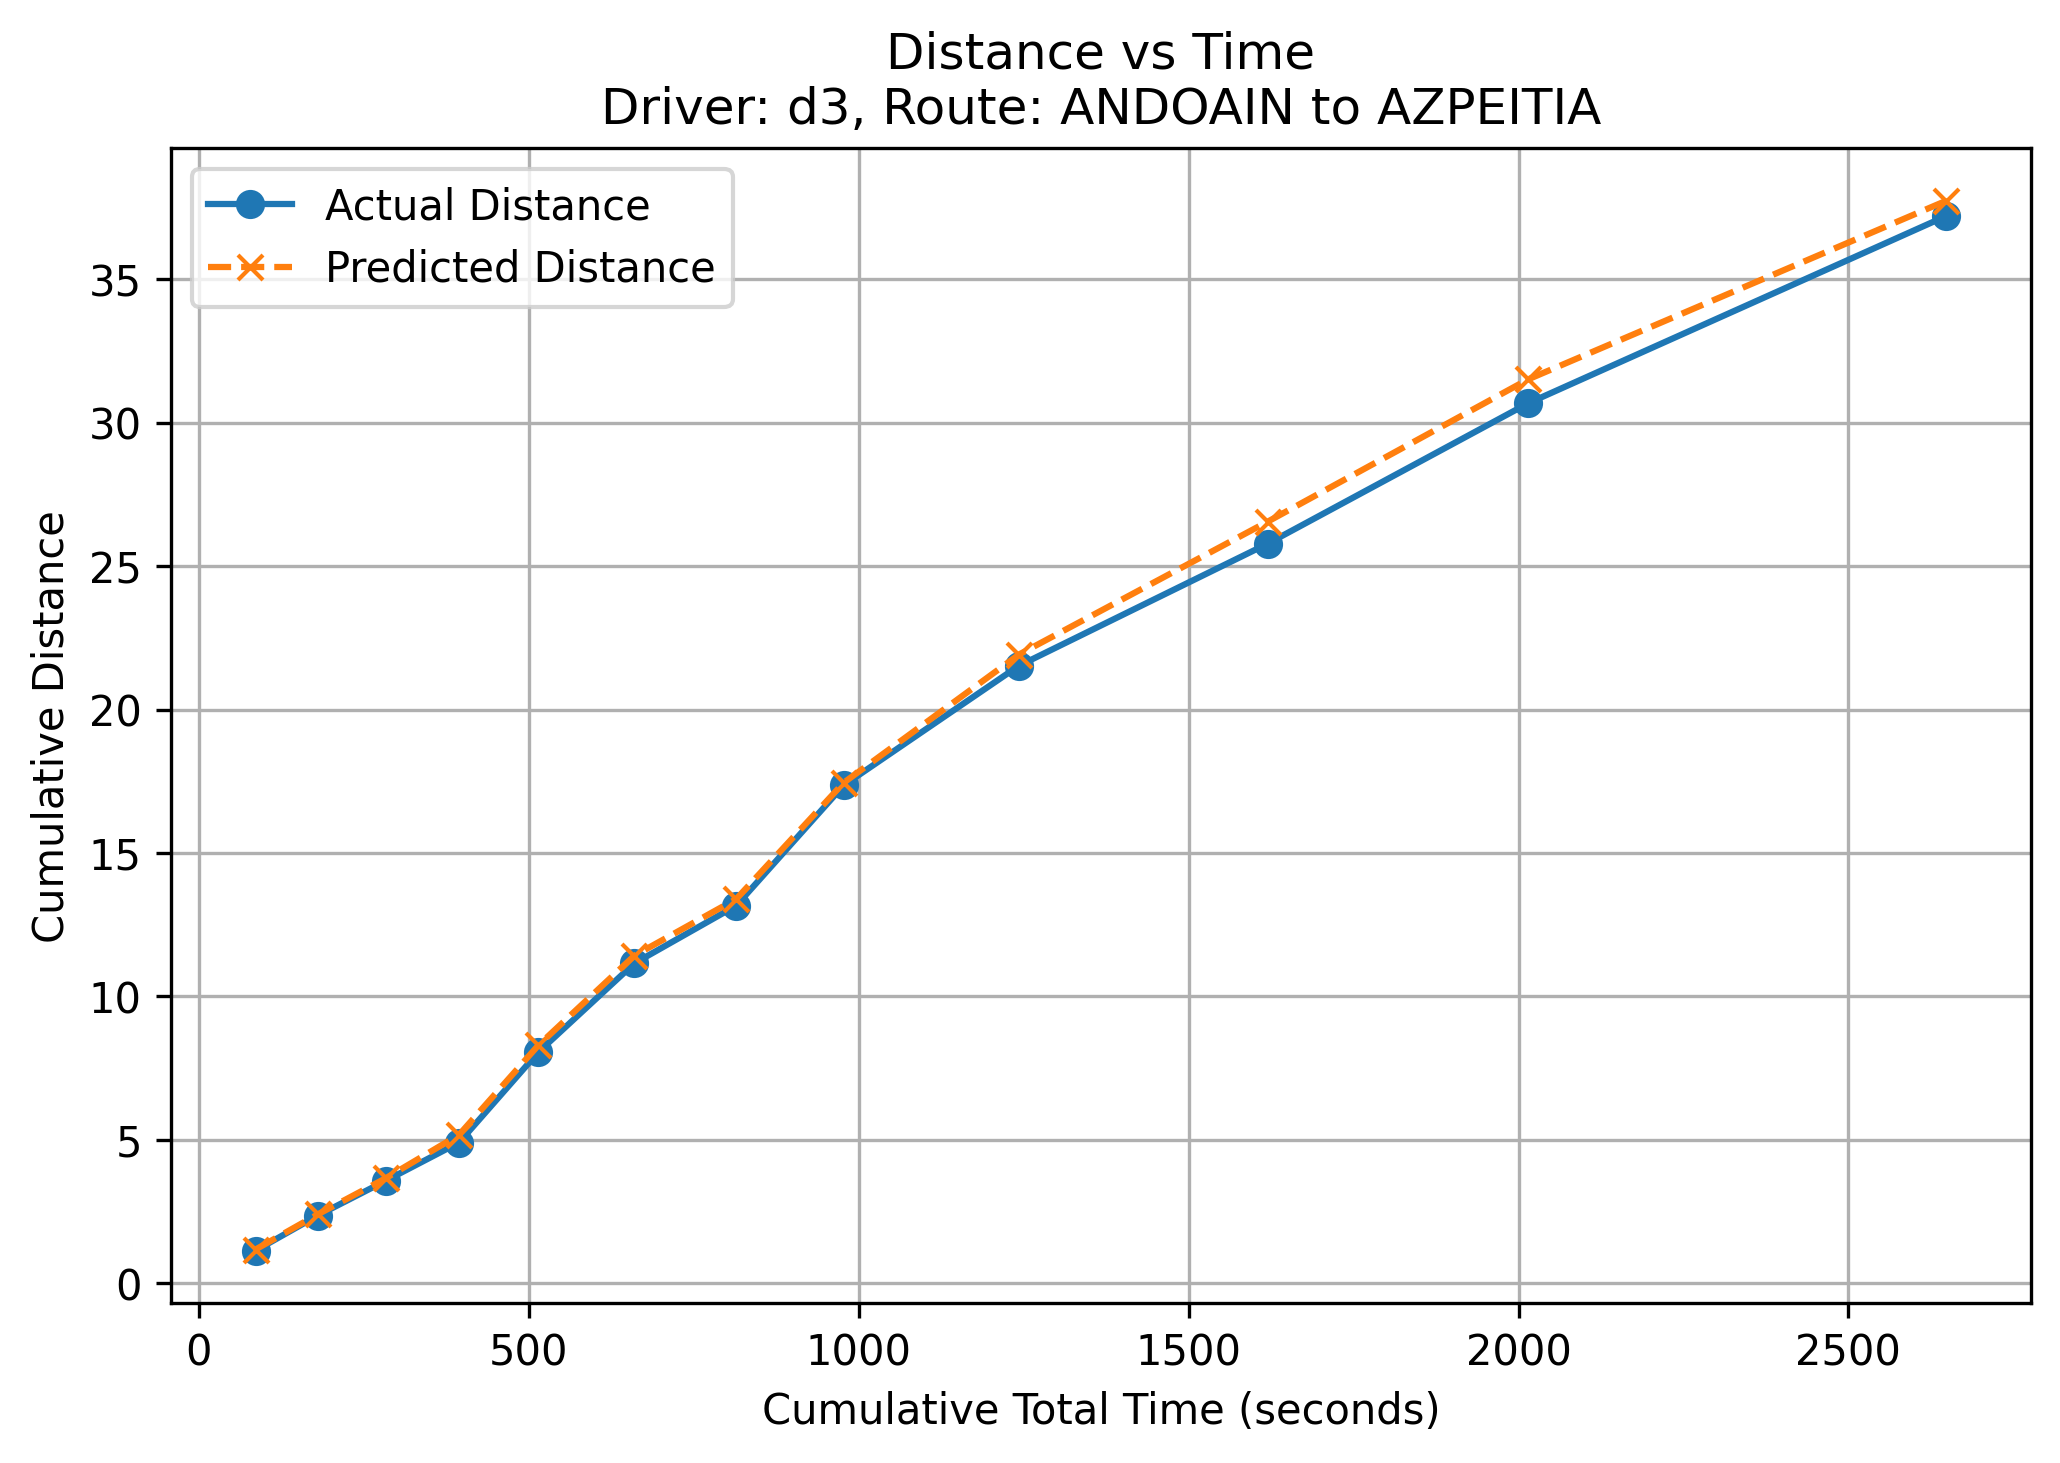 Distance vs Time
Driver: d3, Route: ANDOAIN to AZPEITIA
Actual Distance
Predicted Distance
Cumulative Distance
35
30
25
20
15
10
5
0
0 500 1000 1500 2000 2500
Cumulative Total Time (seconds)